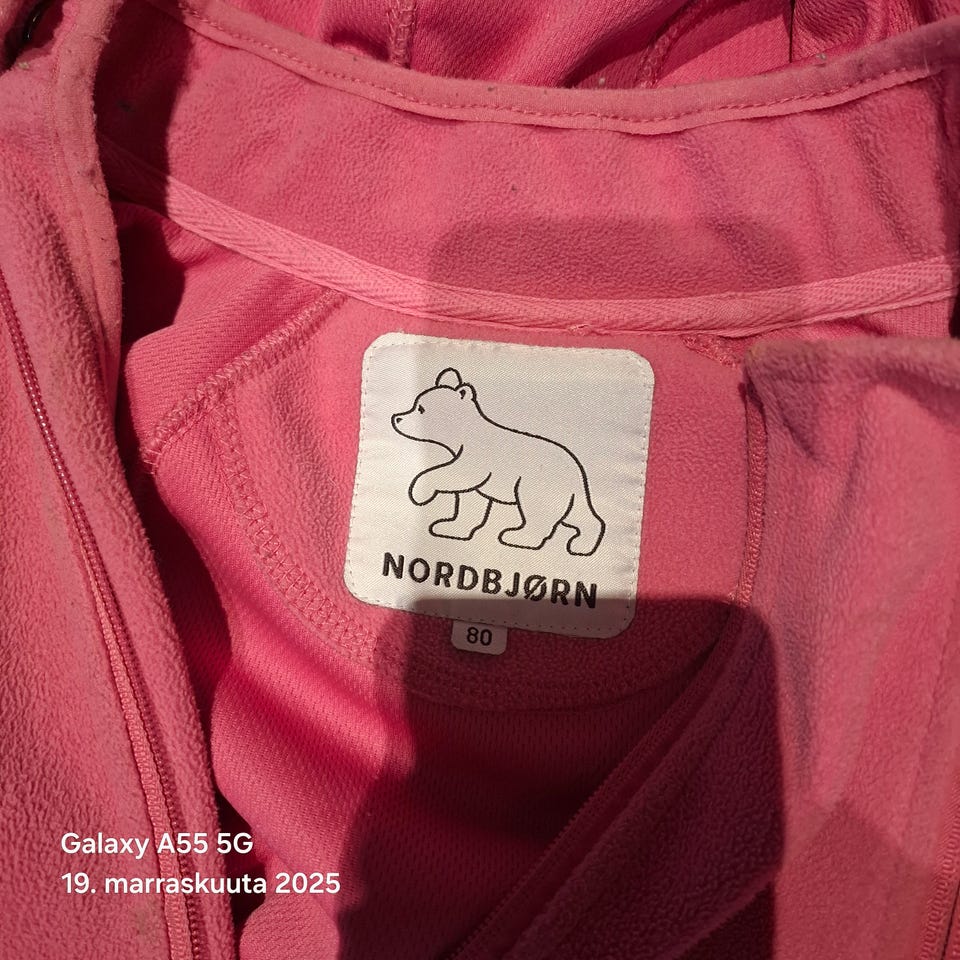 NORDBJØRN
80
Galaxy A55 5G
19. marraskuuta 2025